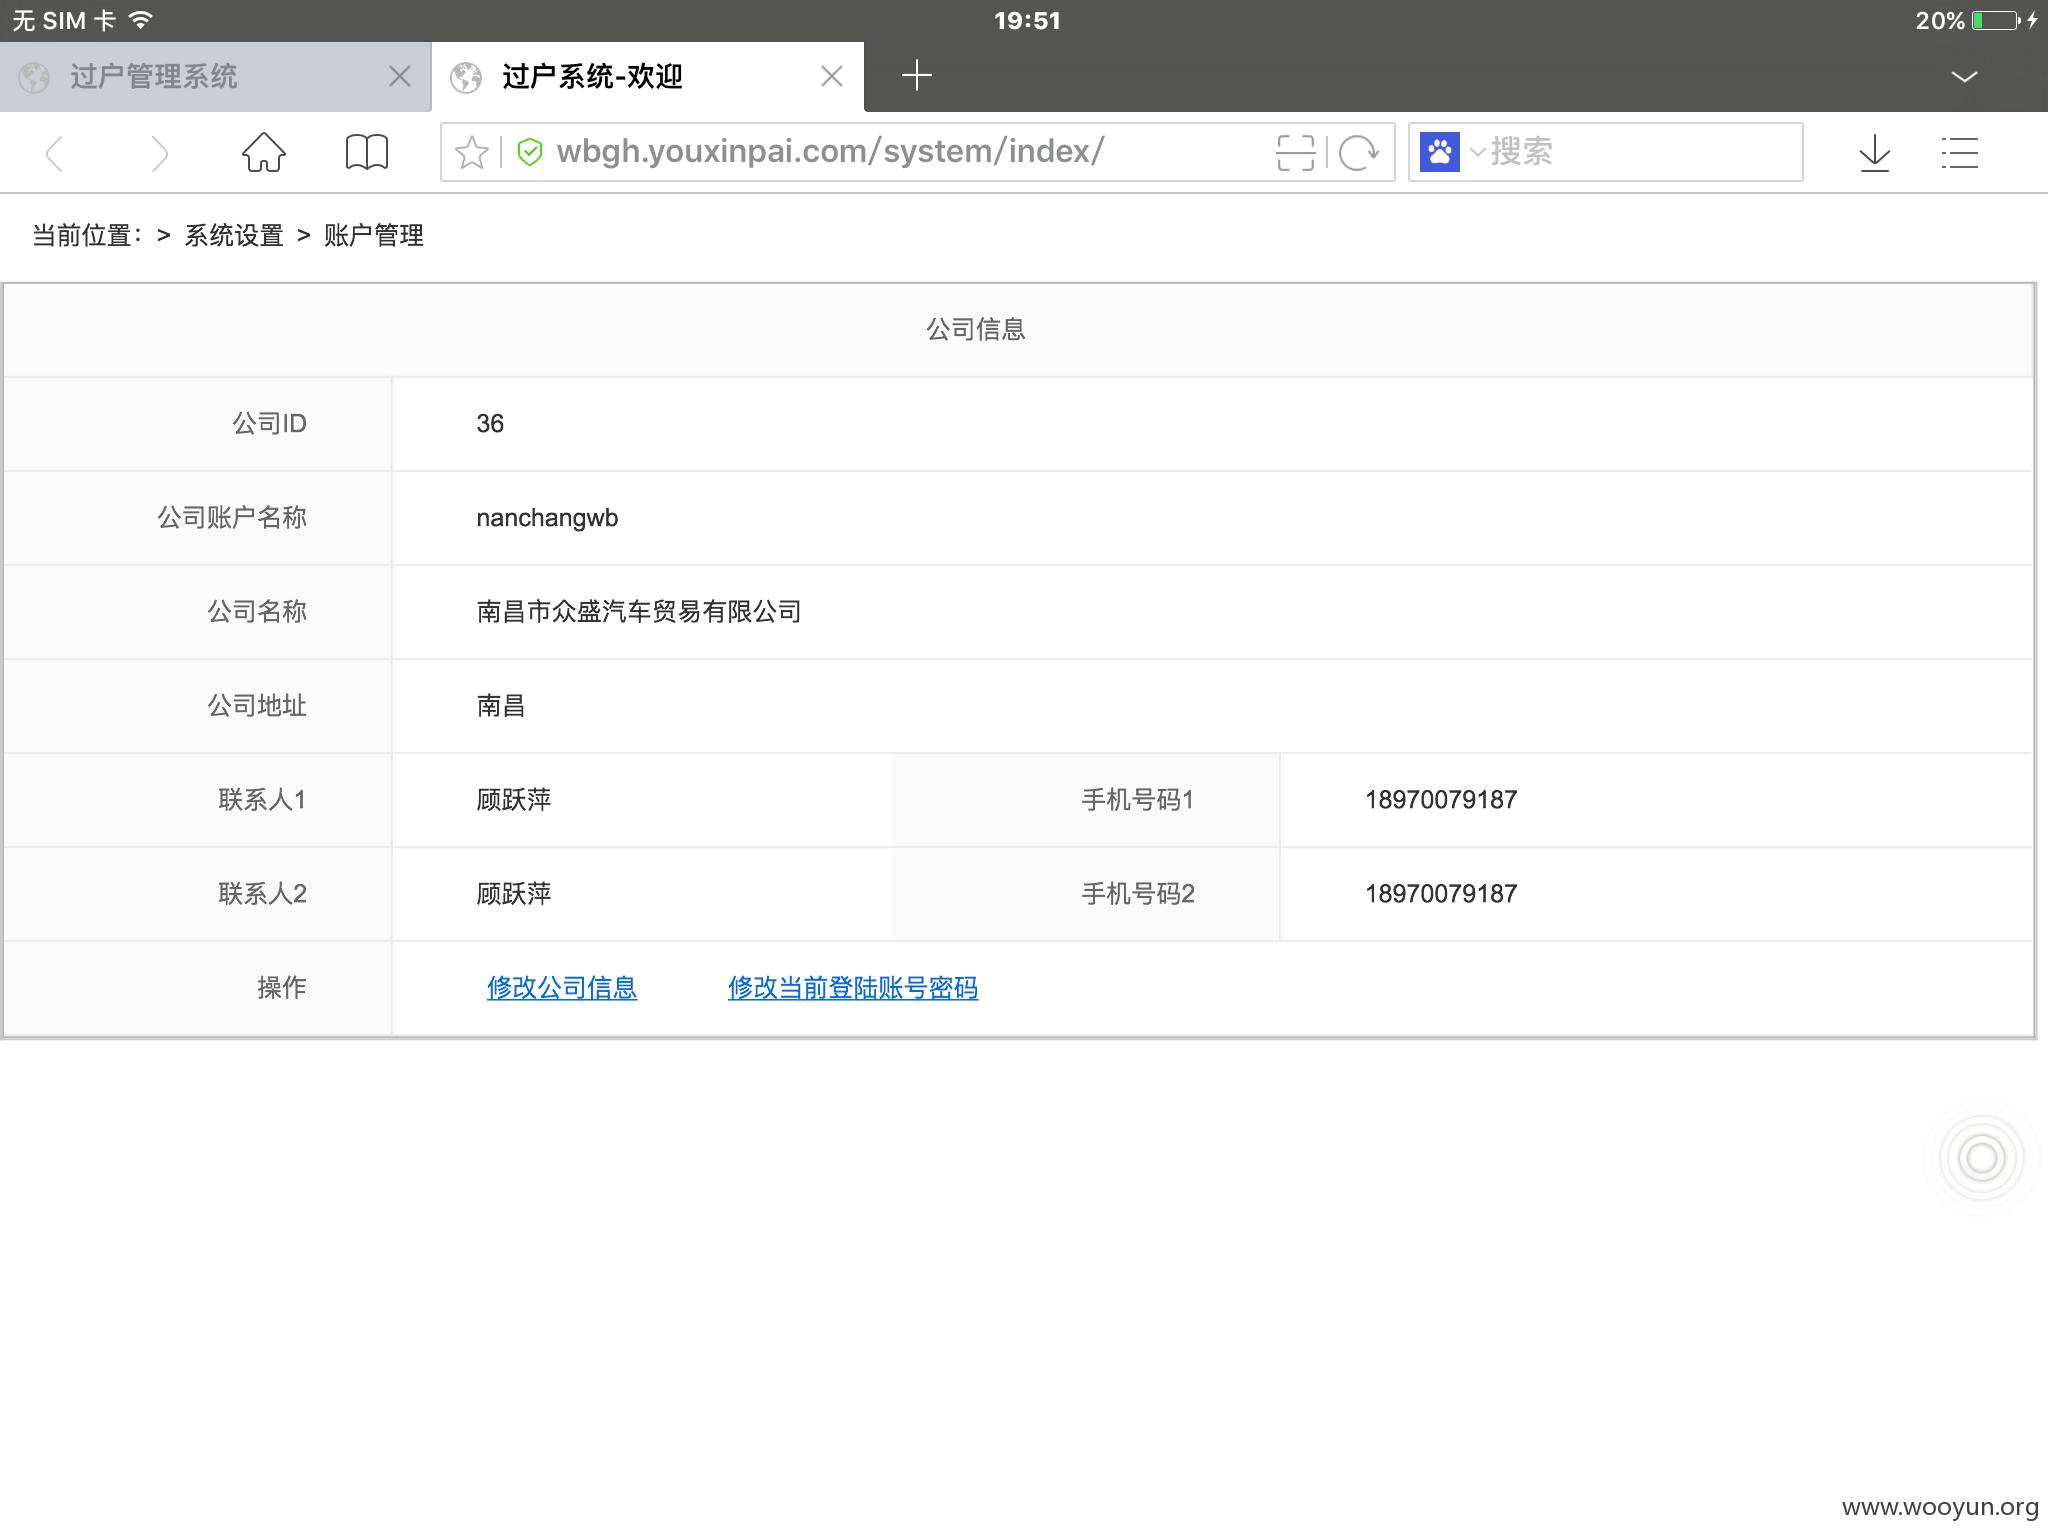 无 SIM 卡
19:51
20%
过户管理系统
过户系统-欢迎
wbgh.youxinpai.com/system/index/
搜索
当前位置： > 系统设置 > 账户管理
公司信息
公司ID 36
公司账户名称 nanchangwb
公司名称 南昌市众盛汽车贸易有限公司
公司地址 南昌
联系人1 顾跃萍 手机号码1 18970079187
联系人2 顾跃萍 手机号码2 18970079187
操作 修改公司信息 修改当前登陆账号密码
www.wooyun.org